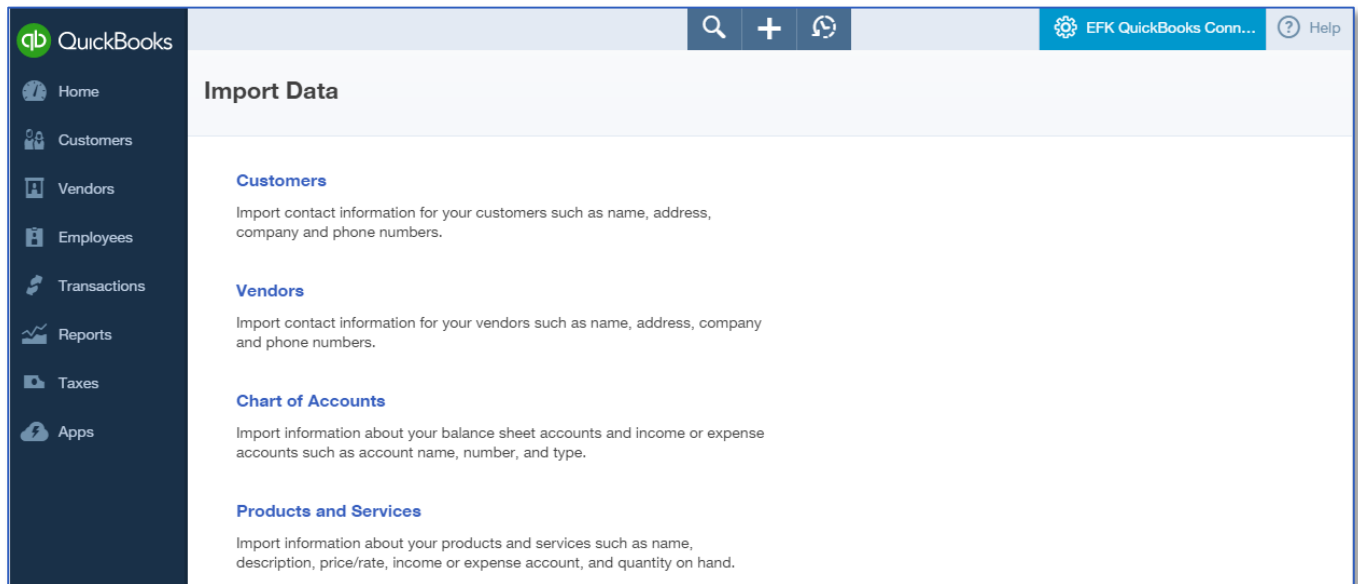 qb QuickBooks
EFK QuickBooks Conn...
? Help
Home
Customers
Vendors
Employees
Transactions
Reports
Taxes
Apps
Import Data
Customers
Import contact information for your customers such as name, address,
company and phone numbers.
Vendors
Import contact information for your vendors such as name, address, company
and phone numbers.
Chart of Accounts
Import information about your balance sheet accounts and income or expense
accounts such as account name, number, and type.
Products and Services
Import information about your products and services such as name,
description, price/rate, income or expense account, and quantity on hand.